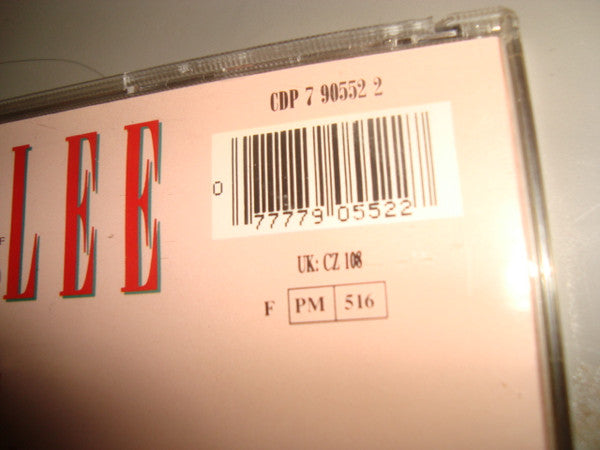 CDP 7 90552 2
LEE
0 77779 05522
UK: CZ 108
F PM 516